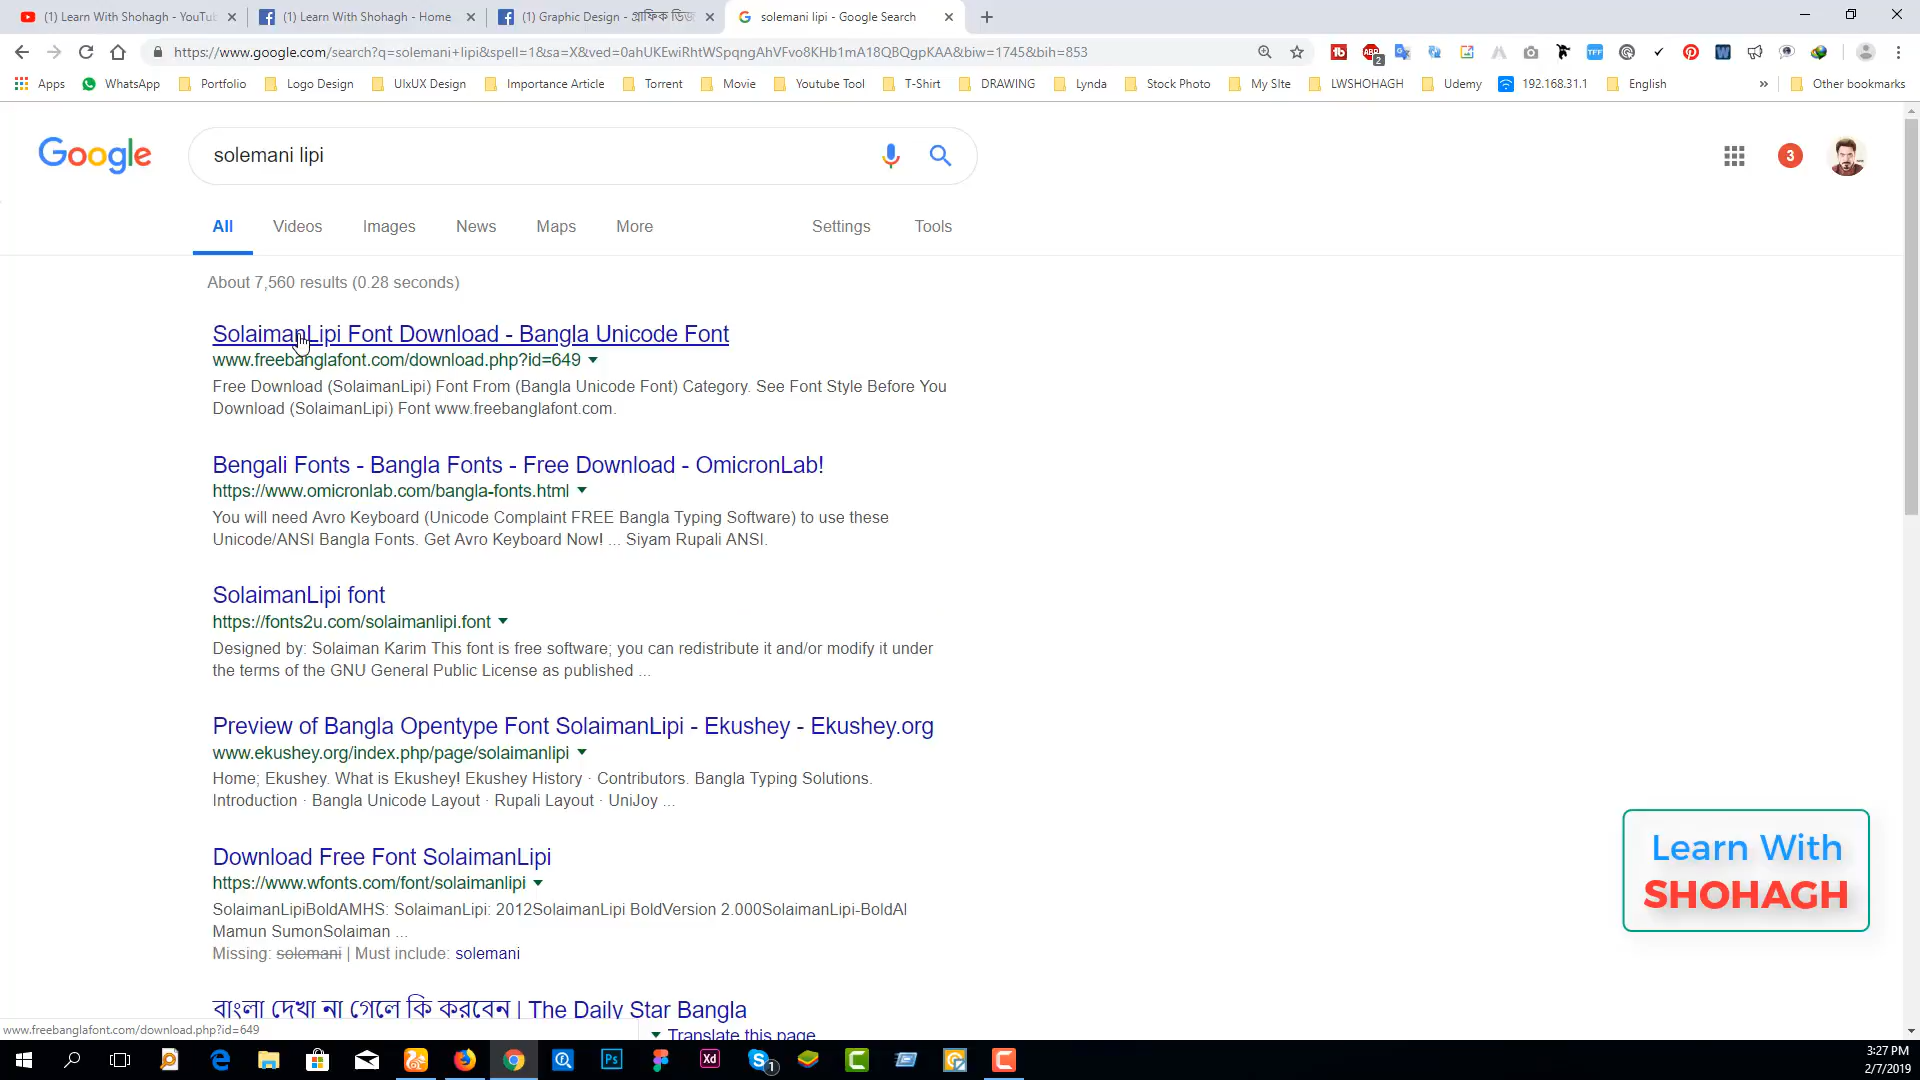 (1) Learn With Shohagh - YouTu
(1) Learn With Shohagh - Home
(1) Graphic Design - গ্রাফিক ডিজ
solemani lipi - Google Search
https://www.google.com/search?q=solemani+lipi&spell=1&sa=X&ved=0ahUKEwiRhtWSpqngAhVFvo8KHb1mA18QBQgpKAA&biw=1745&bih=853
Apps WhatsApp Portfolio Logo Design UIxUX Design Importance Article Torrent Movie Youtube Tool T-Shirt DRAWING Lynda Stock Photo My SIte LWSHOHAGH Udemy 192.168.31.1 English » Other bookmarks
Google
solemani lipi
3
All Videos Images News Maps More Settings Tools
About 7,560 results (0.28 seconds)
SolaimanLipi Font Download - Bangla Unicode Font
www.freebanglafont.com/download.php?id=649
Free Download (SolaimanLipi) Font From (Bangla Unicode Font) Category. See Font Style Before You
Download (SolaimanLipi) Font www.freebanglafont.com.
Bengali Fonts - Bangla Fonts - Free Download - OmicronLab!
https://www.omicronlab.com/bangla-fonts.html
You will need Avro Keyboard (Unicode Complaint FREE Bangla Typing Software) to use these
Unicode/ANSI Bangla Fonts. Get Avro Keyboard Now! ... Siyam Rupali ANSI.
SolaimanLipi font
https://fonts2u.com/solaimanlipi.font
Designed by: Solaiman Karim This font is free software; you can redistribute it and/or modify it under
the terms of the GNU General Public License as published ...
Preview of Bangla Opentype Font SolaimanLipi - Ekushey - Ekushey.org
www.ekushey.org/index.php/page/solaimanlipi
Home; Ekushey. What is Ekushey! Ekushey History · Contributors. Bangla Typing Solutions.
Introduction · Bangla Unicode Layout · Rupali Layout · UniJoy ...
Download Free Font SolaimanLipi
https://www.wfonts.com/font/solaimanlipi
SolaimanLipiBoldAMHS: SolaimanLipi: 2012SolaimanLipi BoldVersion 2.000SolaimanLipi-BoldAl
Mamun SumonSolaiman ...
Missing: solemani | Must include: solemani
বাংলা দেখা না গেলে কি করবেন | The Daily Star Bangla
Translate this page
www.freebanglafont.com/download.php?id=649
Learn With
SHOHAGH
3:27 PM
2/7/2019